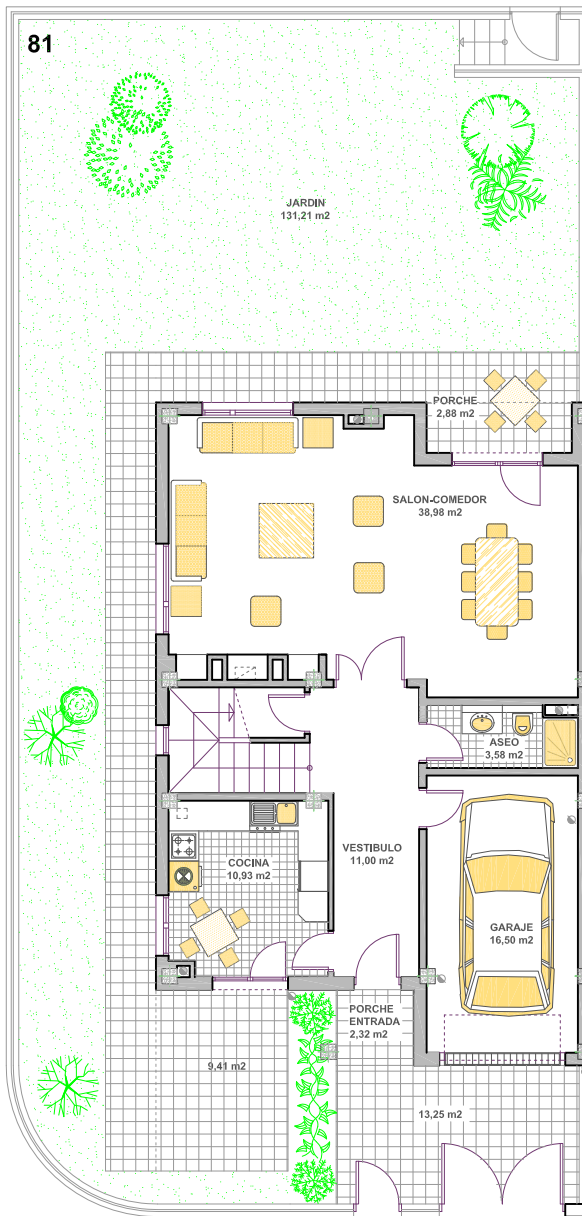 81
JARDIN
131,21 m2
PORCHE
2,88 m2
SALON-COMEDOR
38,98 m2
ASEO
3,58 m2
VESTIBULO
11,00 m2
COCINA
10,93 m2
GARAJE
16,50 m2
PORCHE
ENTRADA
2,32 m2
9,41 m2
13,25 m2